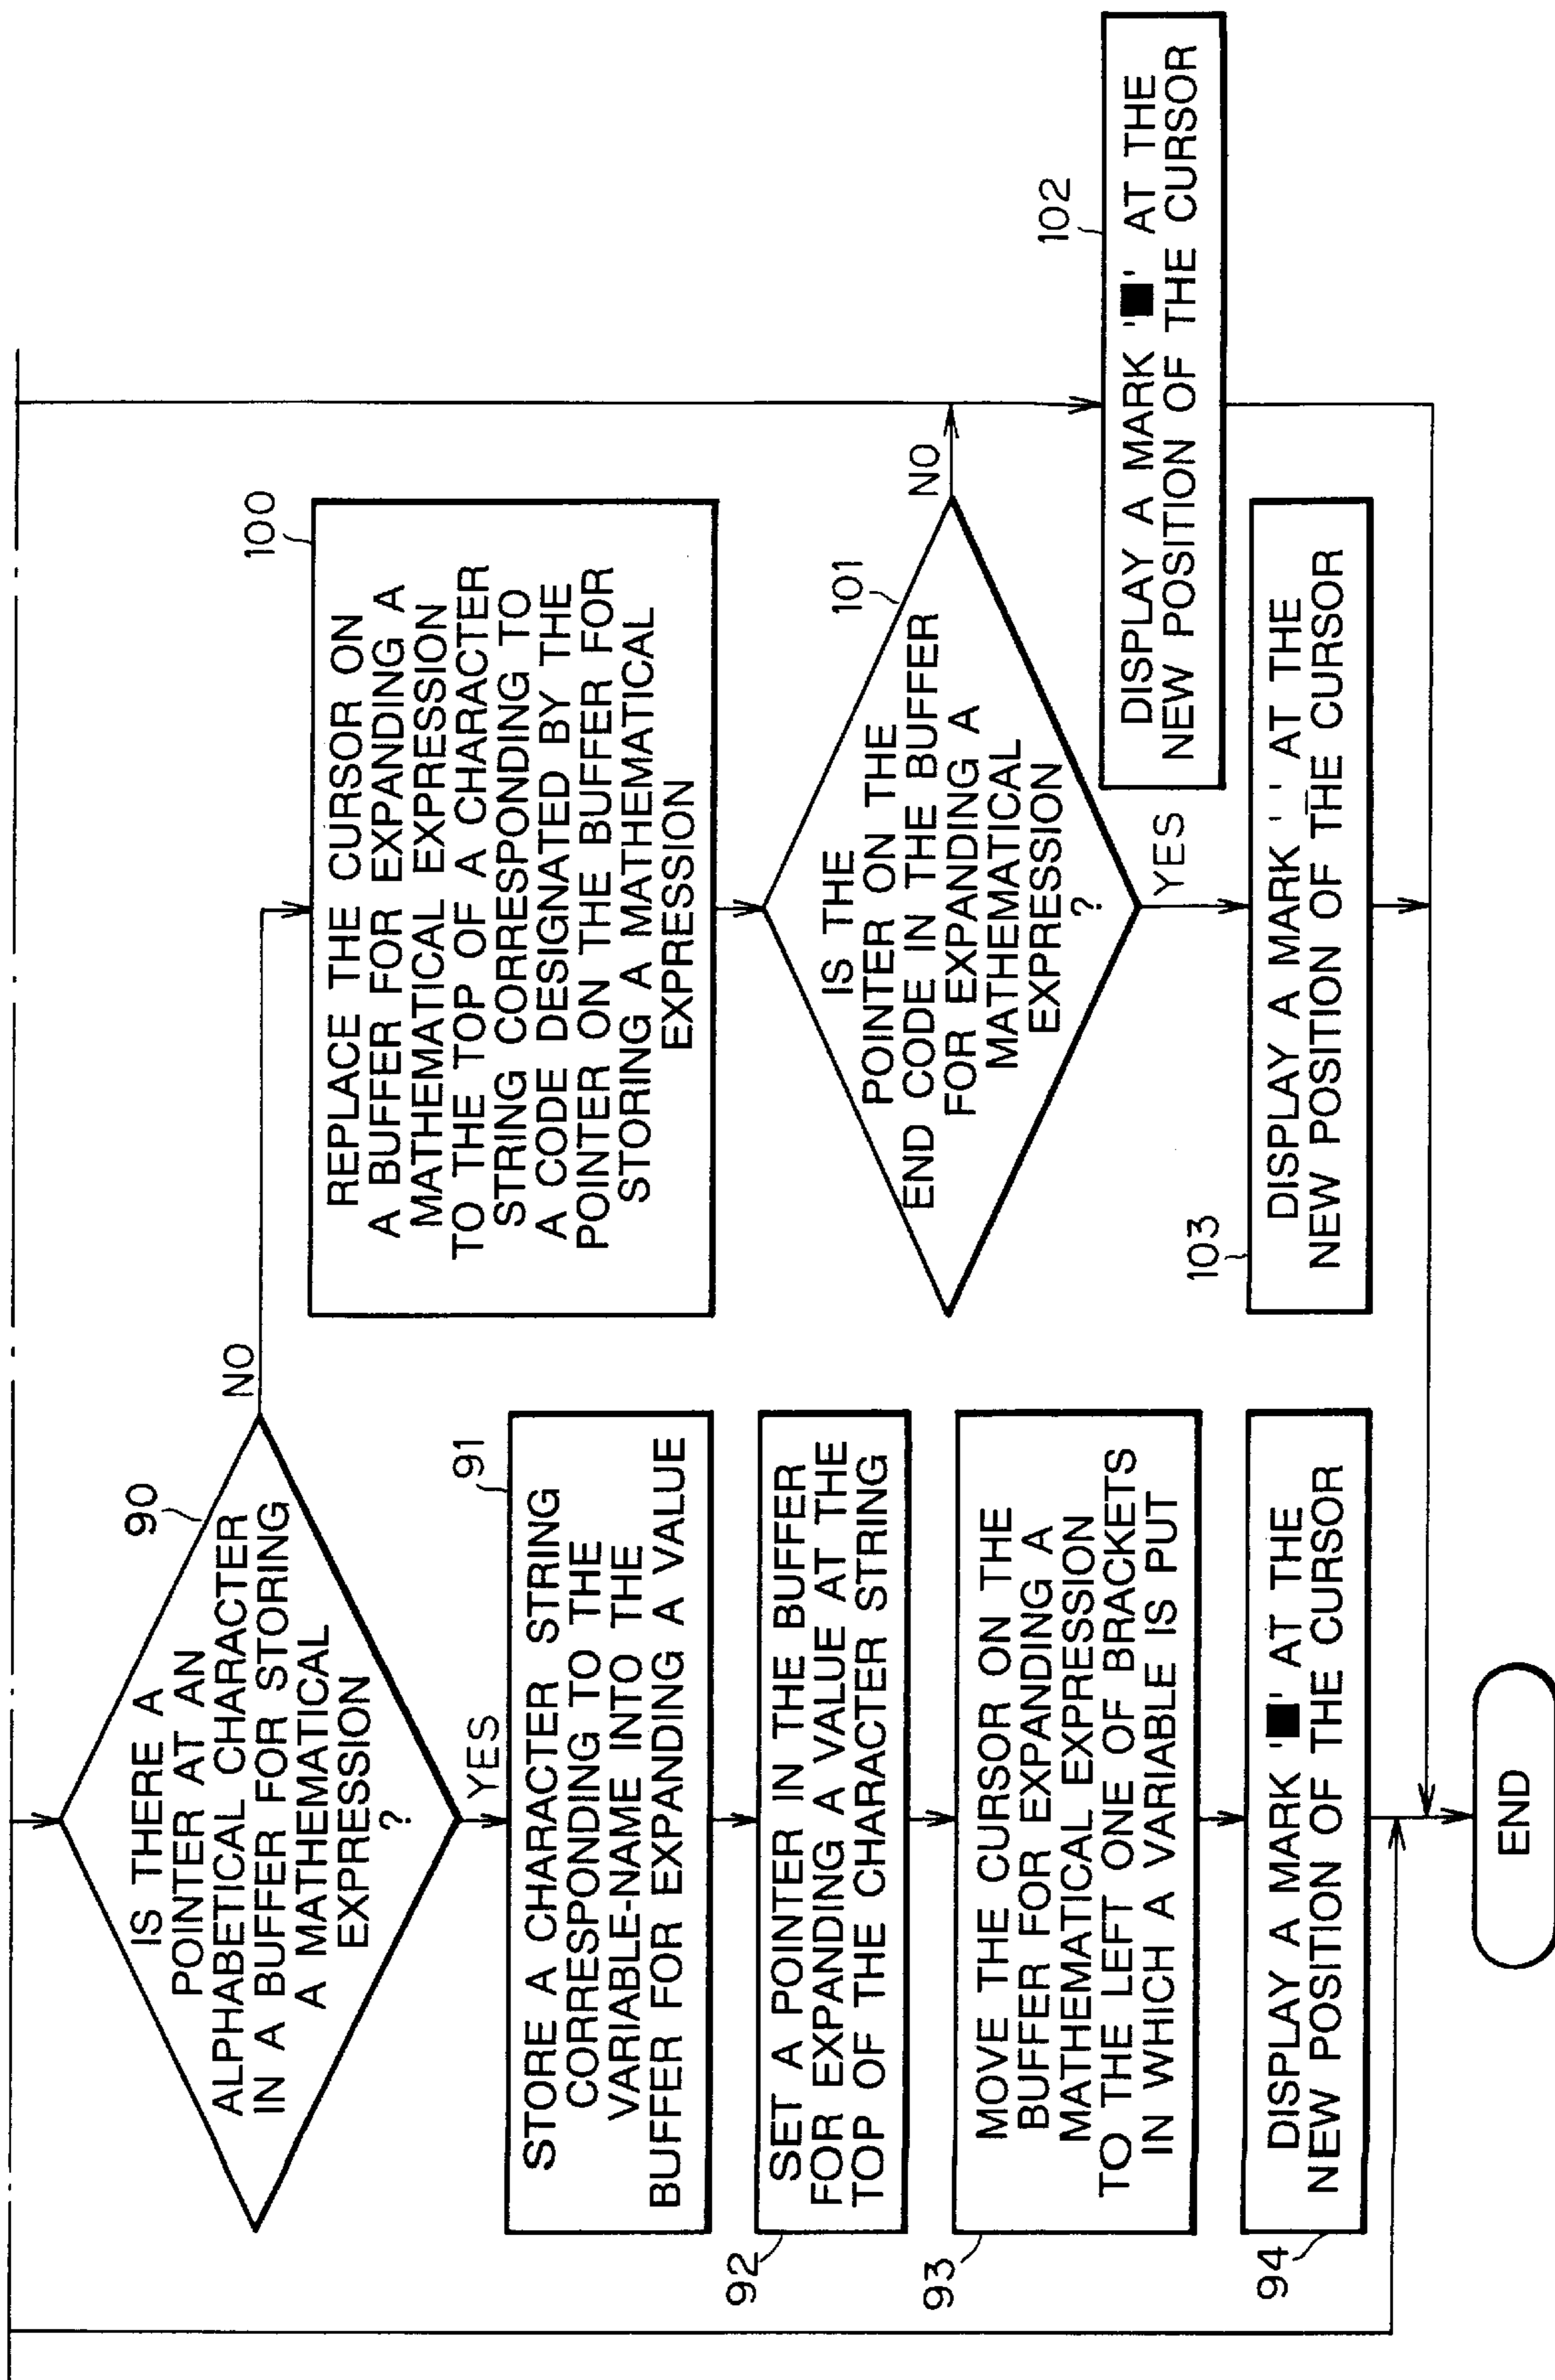 90
IS THERE A
POINTER AT AN
ALPHABETICAL CHARACTER
IN A BUFFER FOR STORING
A MATHEMATICAL
EXPRESSION
?
NO
YES
91
STORE A CHARACTER STRING
CORRESPONDING TO THE
VARIABLE-NAME INTO THE
BUFFER FOR EXPANDING A VALUE
92
SET A POINTER IN THE BUFFER
FOR EXPANDING A VALUE AT THE
TOP OF THE CHARACTER STRING
93
MOVE THE CURSOR ON THE
BUFFER FOR EXPANDING A
MATHEMATICAL EXPRESSION
TO THE LEFT ONE OF BRACKETS
IN WHICH A VARIABLE IS PUT
94
DISPLAY A MARK '■' AT THE
NEW POSITION OF THE CURSOR
100
REPLACE THE CURSOR ON
A BUFFER FOR EXPANDING A
MATHEMATICAL EXPRESSION
TO THE TOP OF A CHARACTER
STRING CORRESPONDING TO
A CODE DESIGNATED BY THE
POINTER ON THE BUFFER FOR
STORING A MATHEMATICAL
EXPRESSION
101
IS THE
POINTER ON THE
END CODE IN THE BUFFER
FOR EXPANDING A
MATHEMATICAL
EXPRESSION
?
NO
YES
102
DISPLAY A MARK '■' AT THE
NEW POSITION OF THE CURSOR
103
DISPLAY A MARK '_' AT THE
NEW POSITION OF THE CURSOR
END